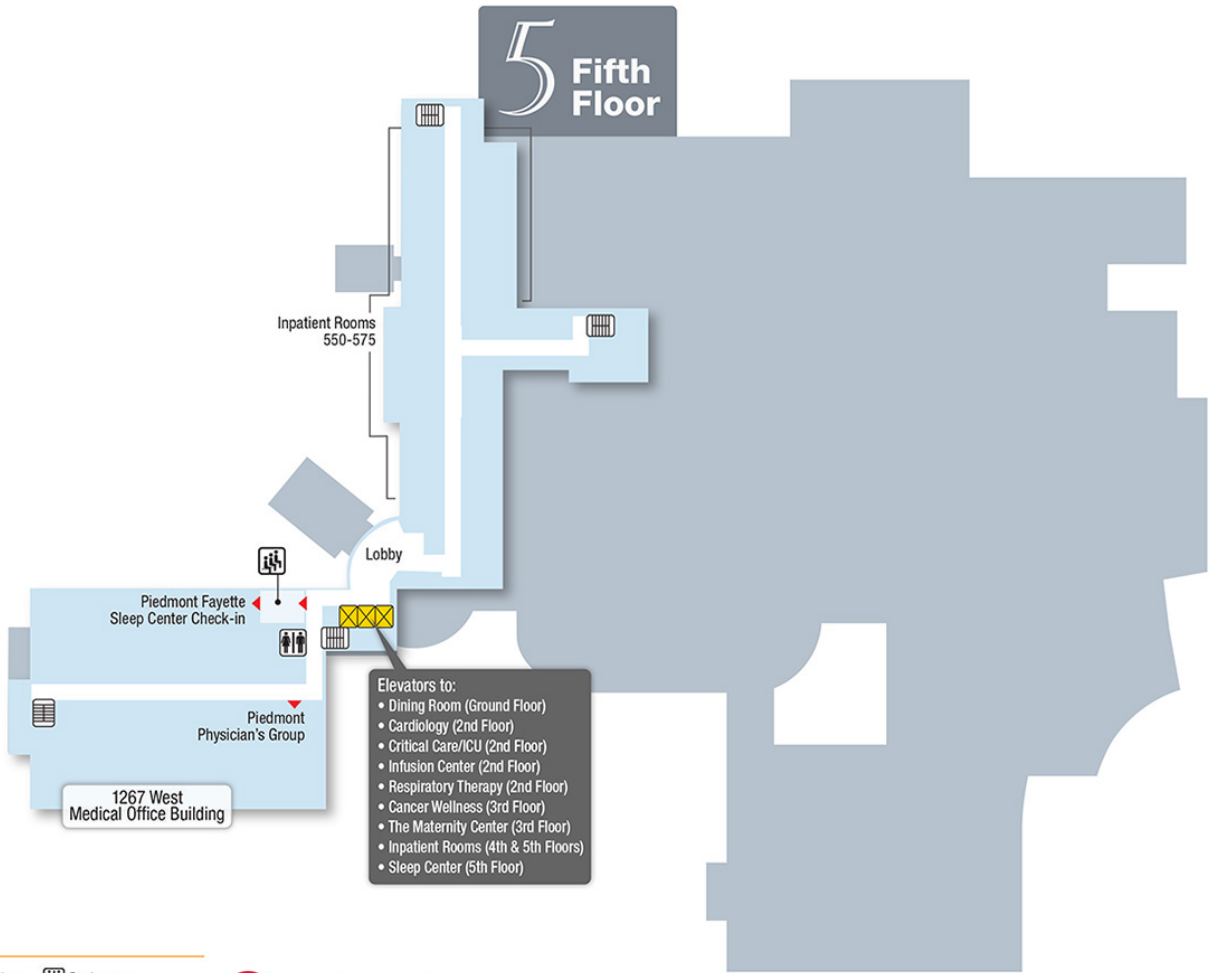 5 Fifth
Floor
Inpatient Rooms
550-575
Lobby
Piedmont Fayette
Sleep Center Check-in
Piedmont
Physician's Group
1267 West
Medical Office Building
Elevators to:
• Dining Room (Ground Floor)
• Cardiology (2nd Floor)
• Critical Care/ICU (2nd Floor)
• Infusion Center (2nd Floor)
• Respiratory Therapy (2nd Floor)
• Cancer Wellness (3rd Floor)
• The Maternity Center (3rd Floor)
• Inpatient Rooms (4th & 5th Floors)
• Sleep Center (5th Floor)